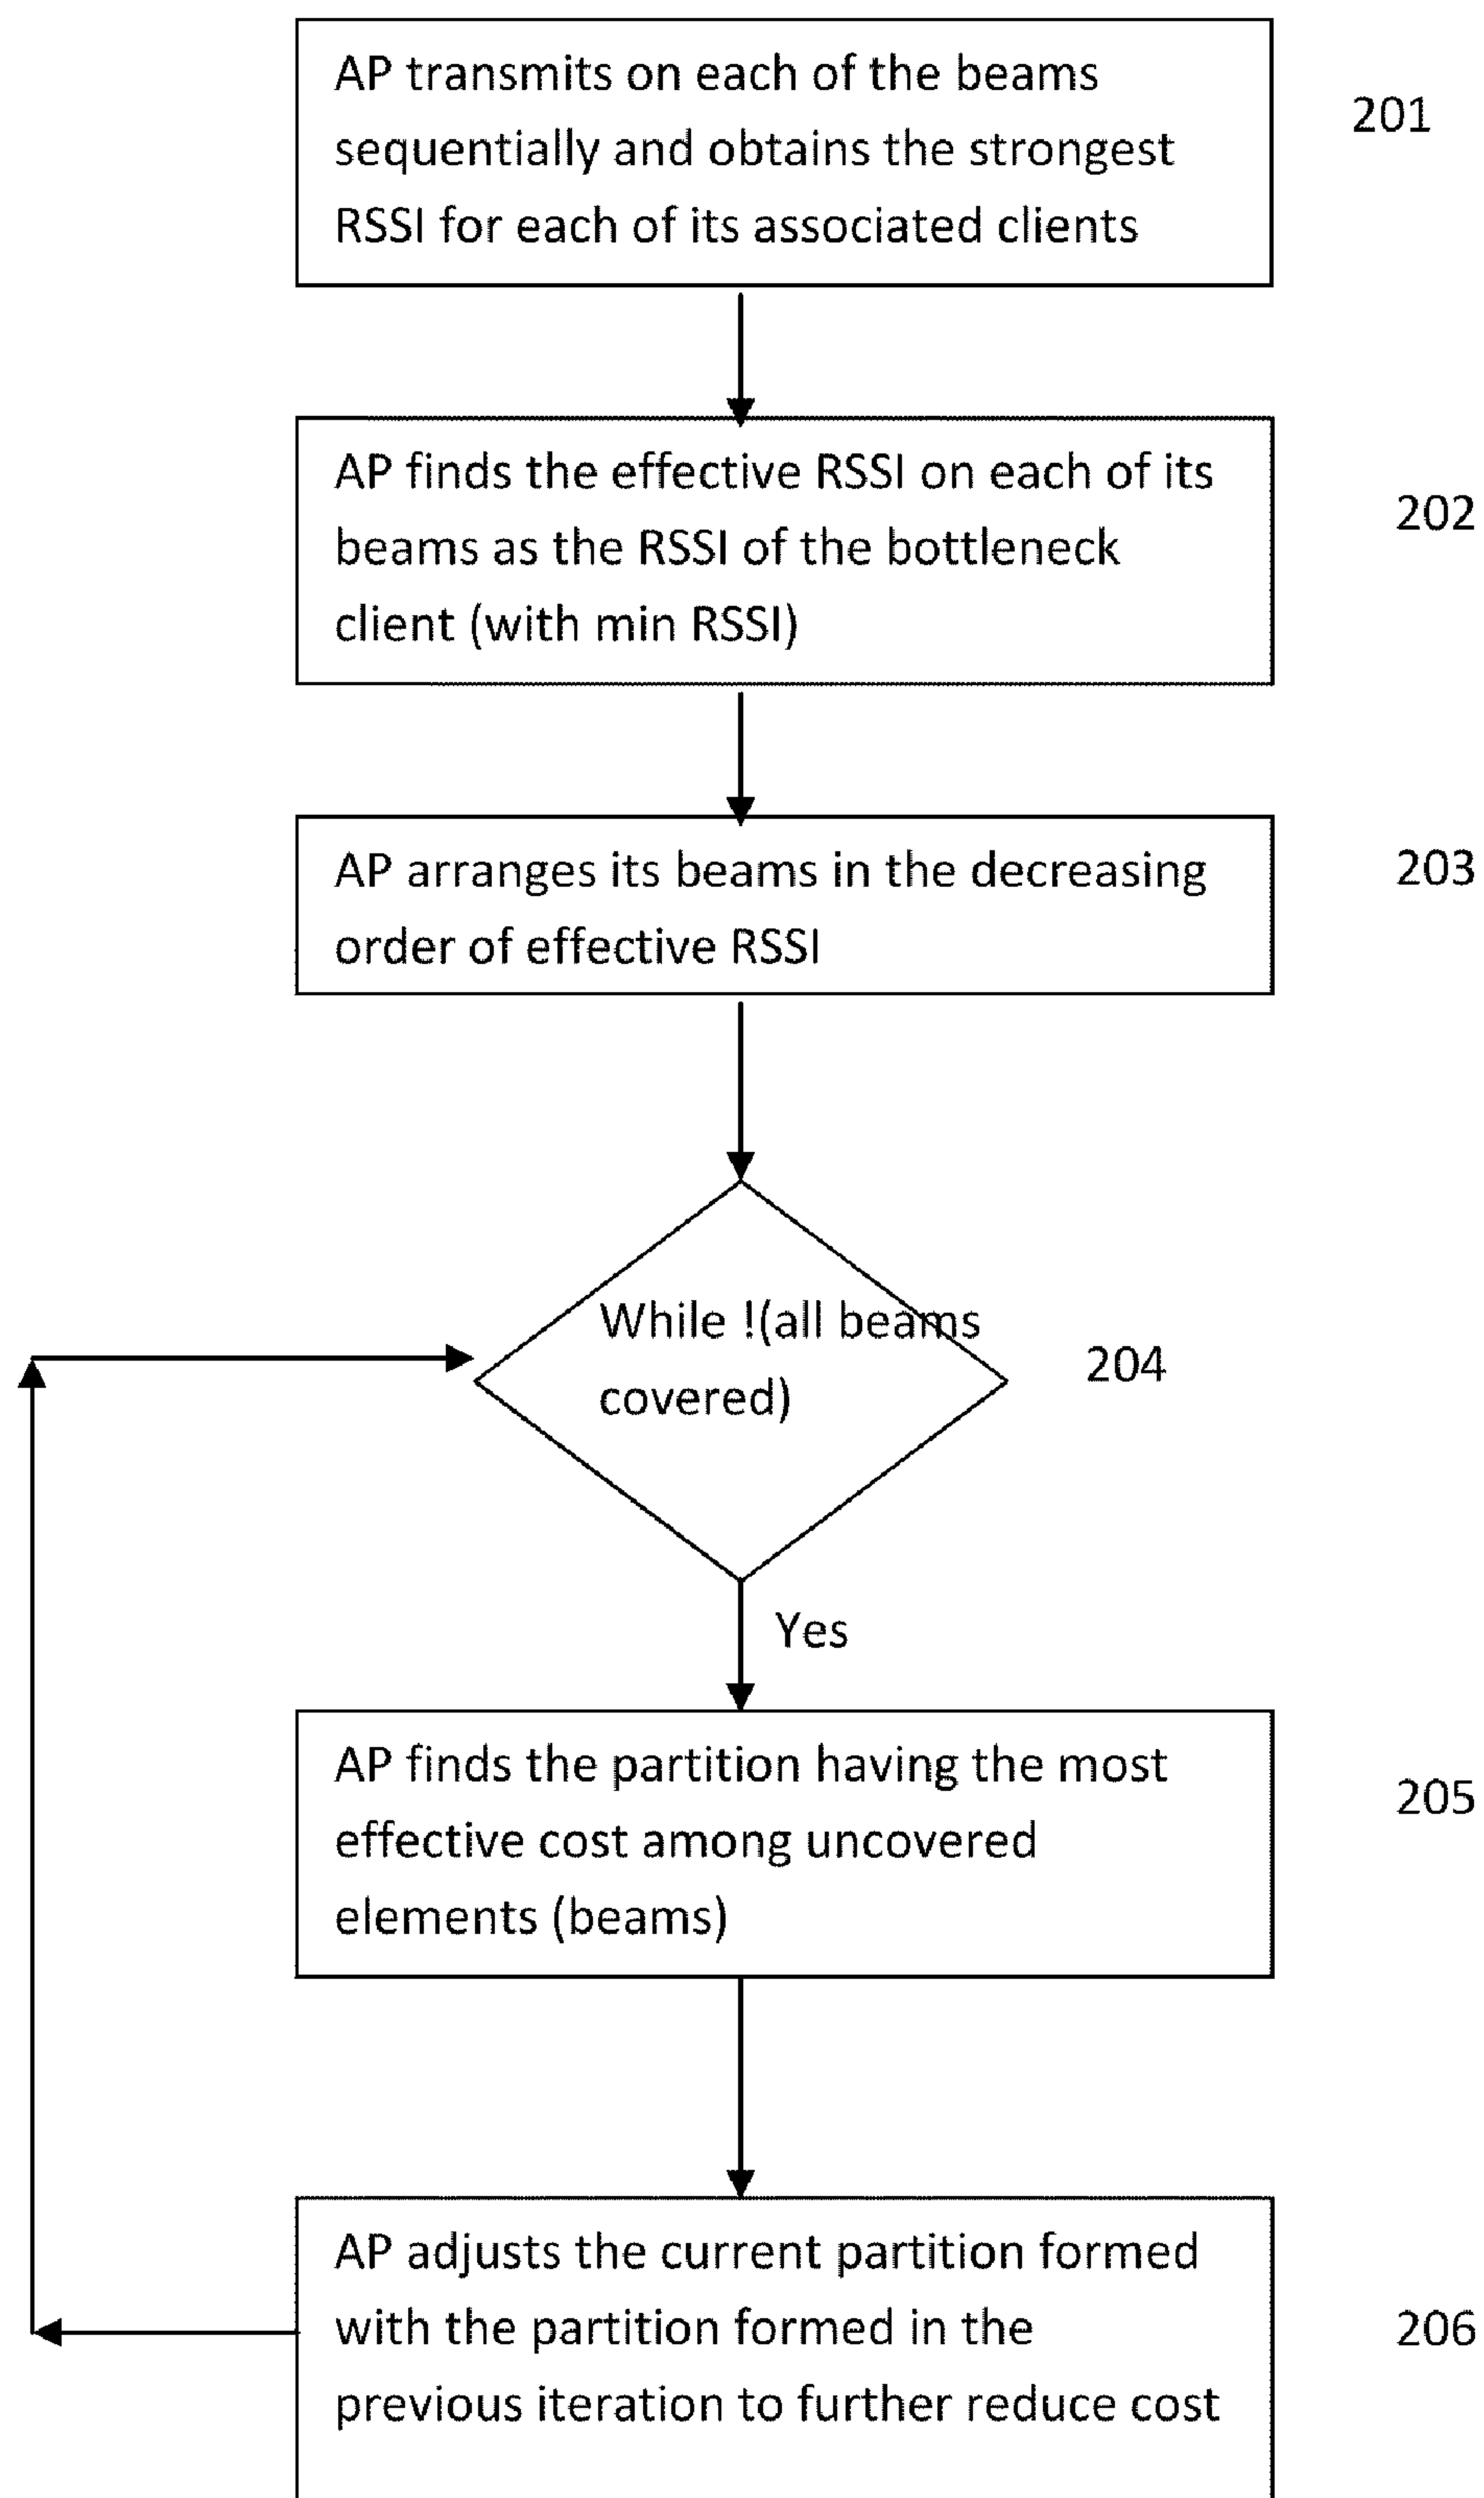 AP transmits on each of the beams
sequentially and obtains the strongest
RSSI for each of its associated clients
201
AP finds the effective RSSI on each of its
beams as the RSSI of the bottleneck
client (with min RSSI)
202
AP arranges its beams in the decreasing
order of effective RSSI
203
While !(all beams
covered)
204
Yes
AP finds the partition having the most
effective cost among uncovered
elements (beams)
205
AP adjusts the current partition formed
with the partition formed in the
previous iteration to further reduce cost
206